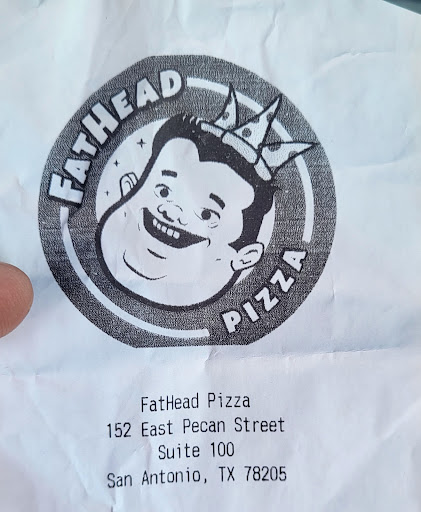 FATHEAD
PIZZA
FatHead Pizza
152 East Pecan Street
Suite 100
San Antonio, TX 78205